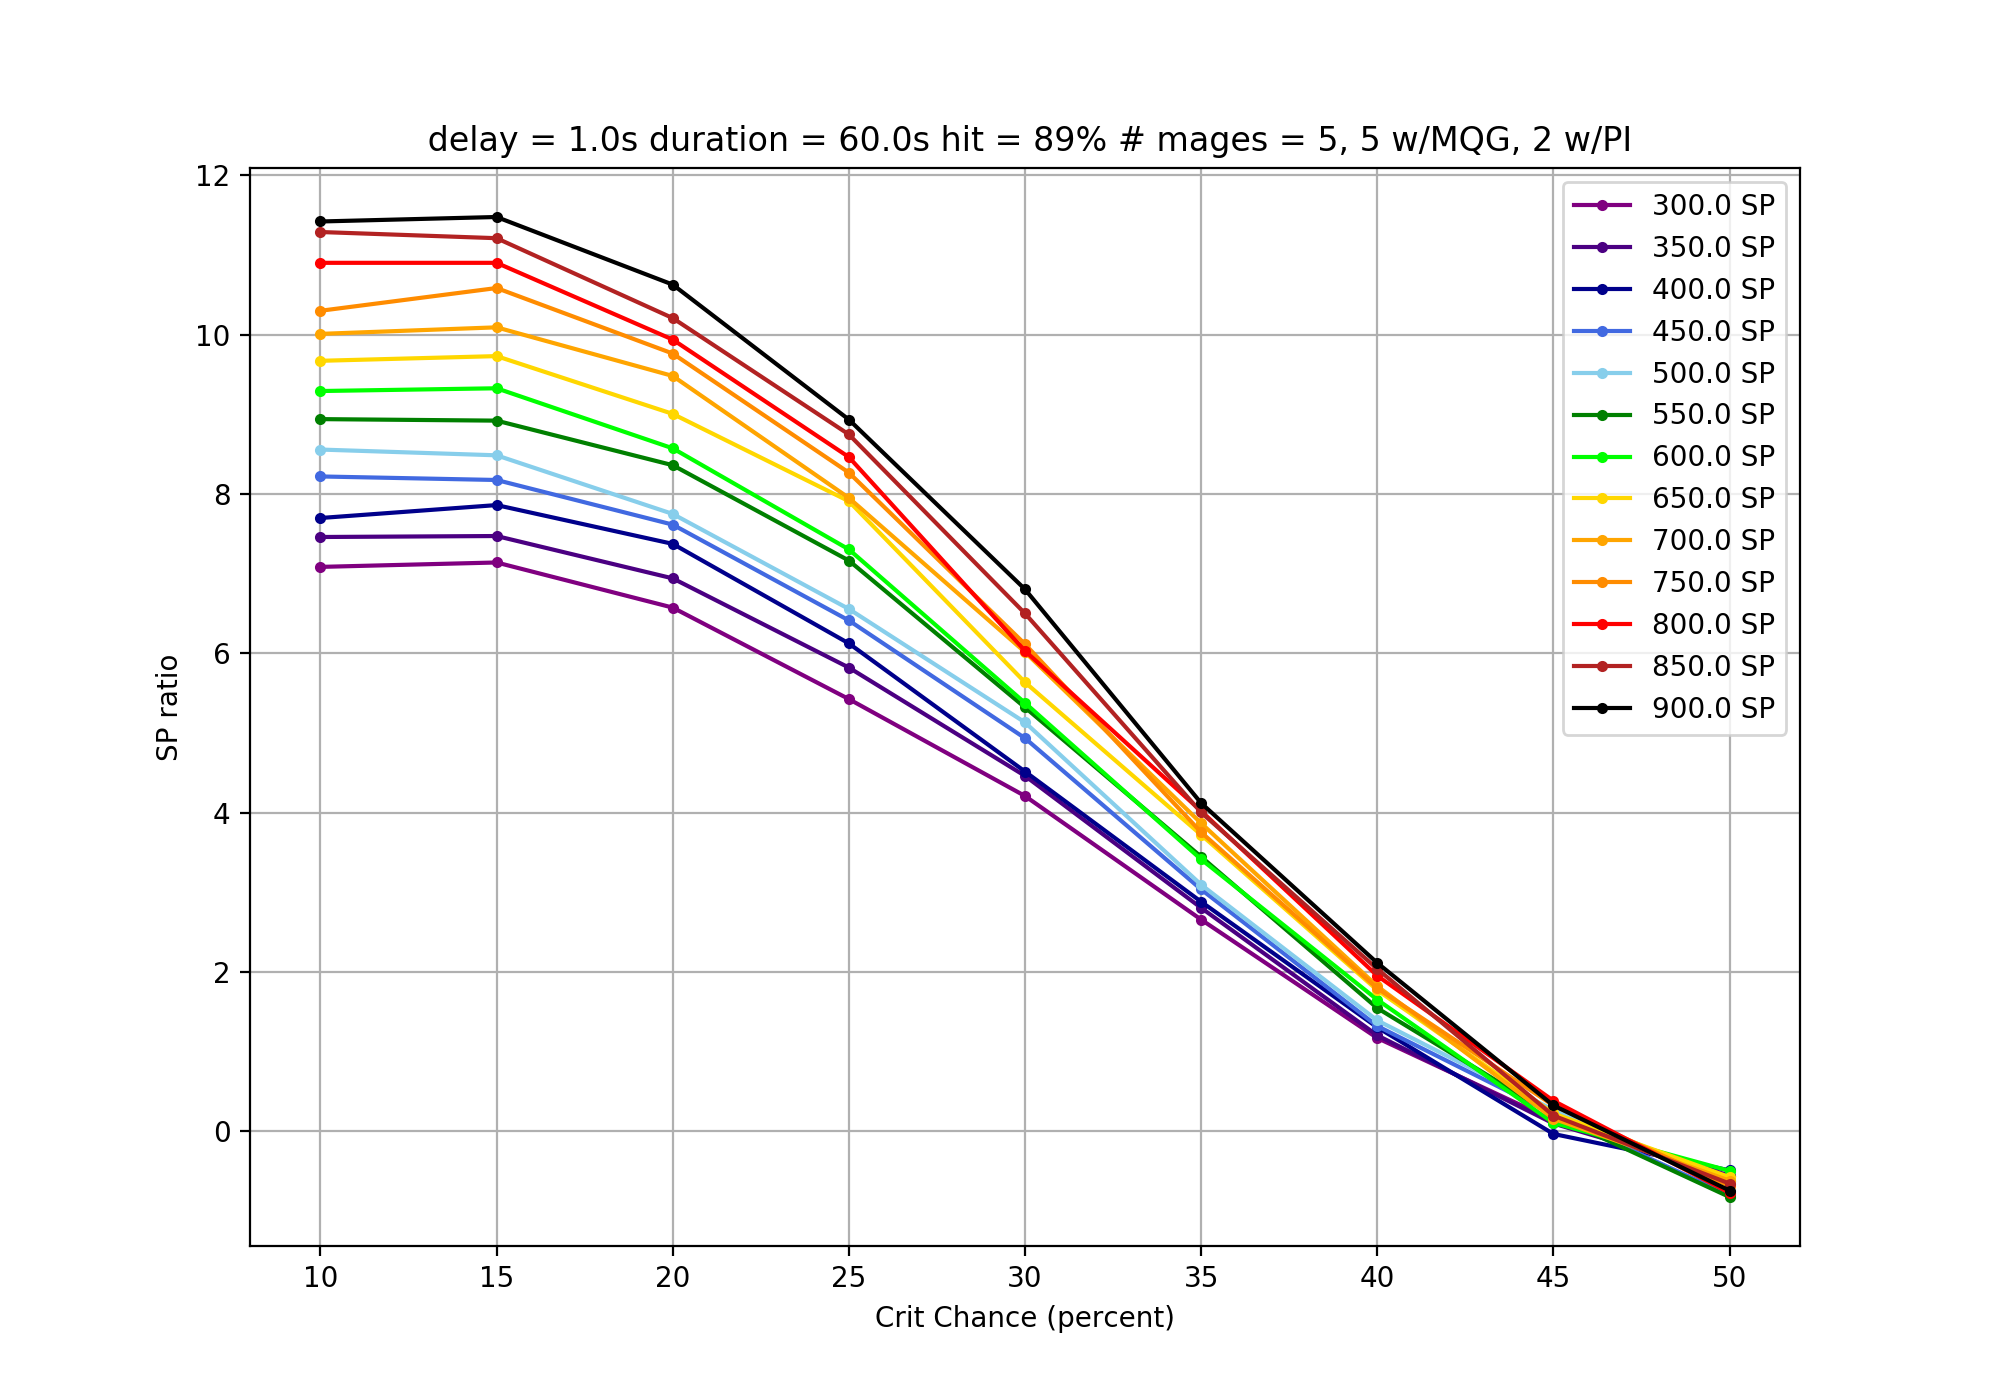 delay = 1.0s duration = 60.0s hit = 89% # mages = 5, 5 w/MQG, 2 w/PI
12
10
8
6
4
2
0
SP ratio
300.0 SP
350.0 SP
400.0 SP
450.0 SP
500.0 SP
550.0 SP
600.0 SP
650.0 SP
700.0 SP
750.0 SP
800.0 SP
850.0 SP
900.0 SP
10 15 20 25 30 35 40 45 50
Crit Chance (percent)